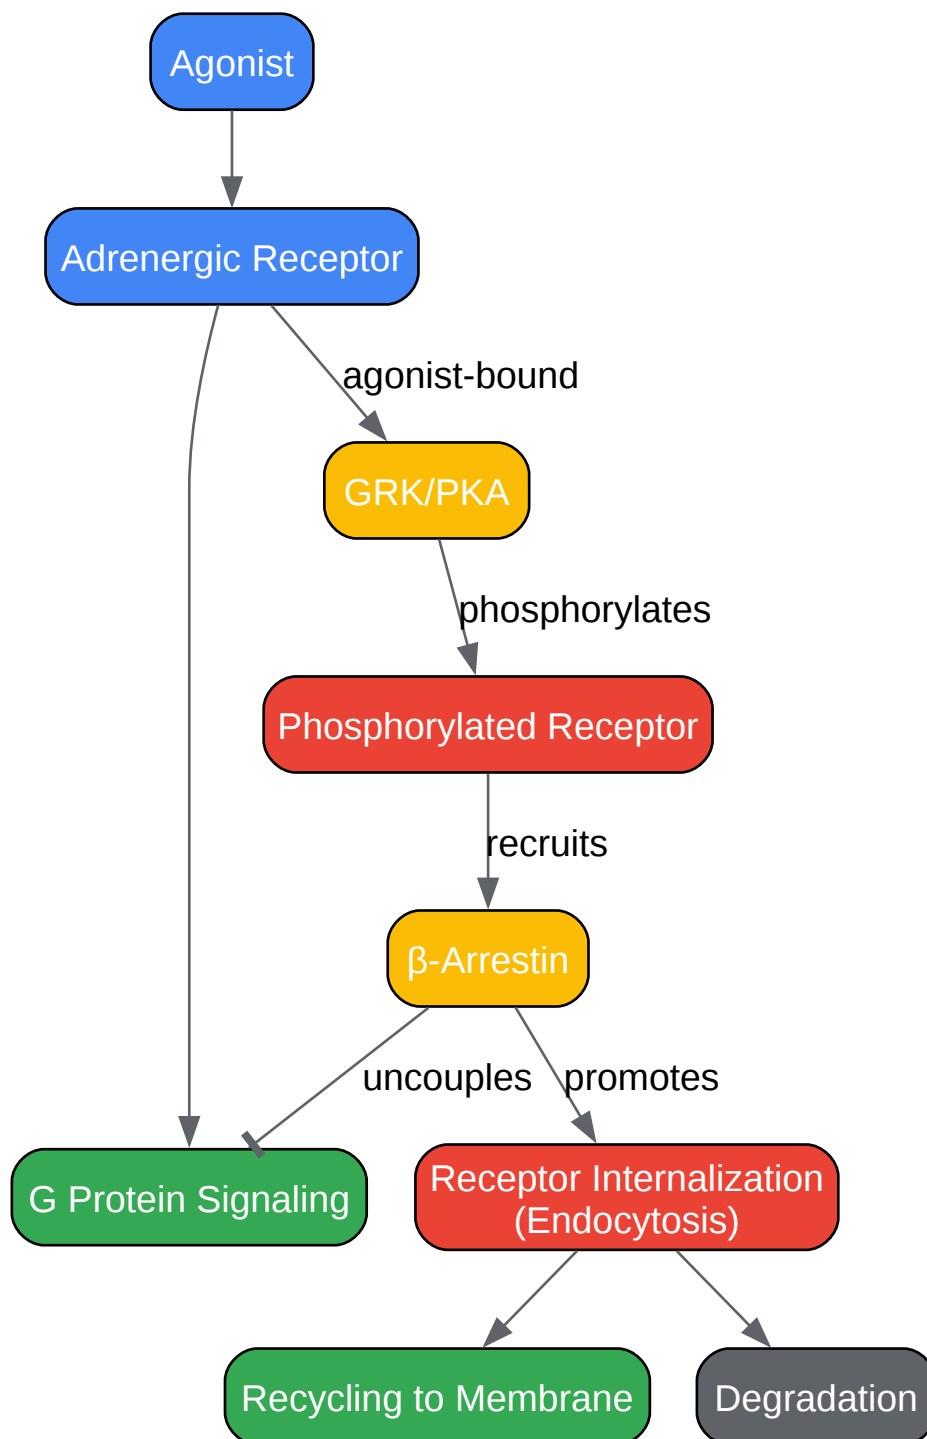 Agonist
Adrenergic Receptor
agonist-bound
GRK/PKA
phosphorylates
Phosphorylated Receptor
recruits
β-Arrestin
uncouples
promotes
G Protein Signaling
Receptor Internalization
(Endocytosis)
Recycling to Membrane
Degradation